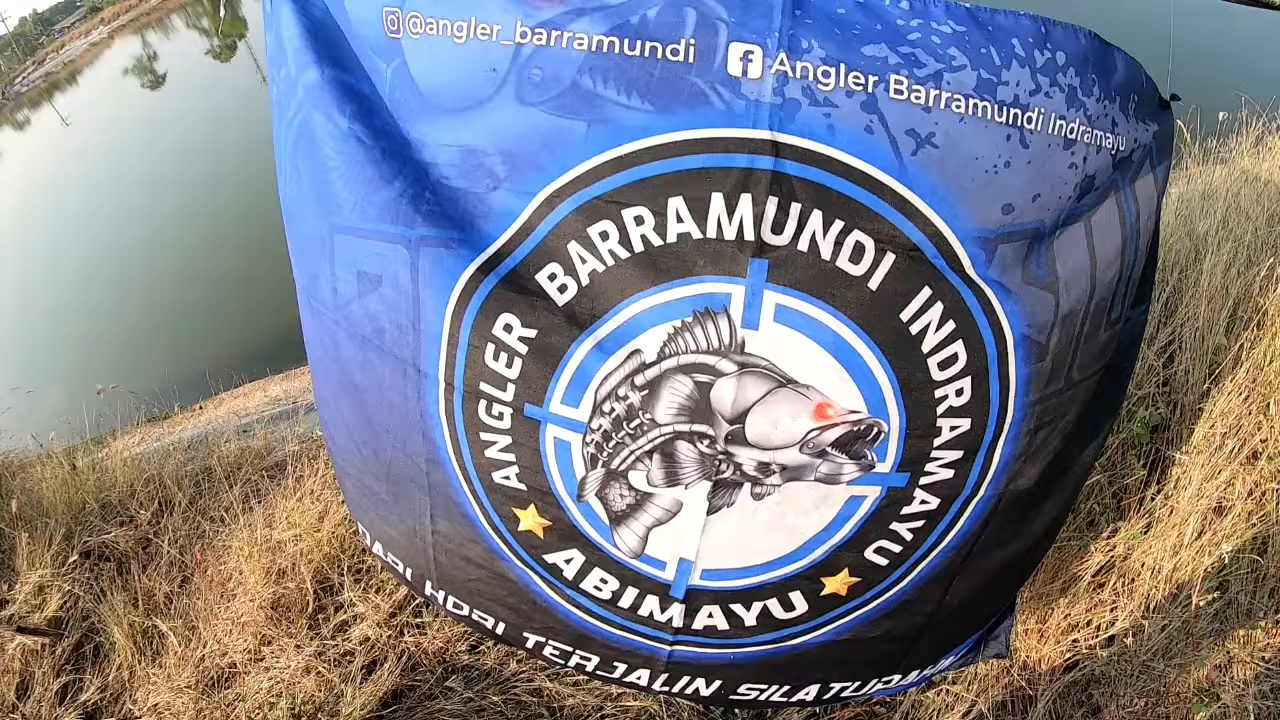 @angler_barramundi
Angler Barramundi Indramayu
ANGLER BARRAMUNDI INDRAMAYU
ABIMAYU
DARI HOBI TERJALIN